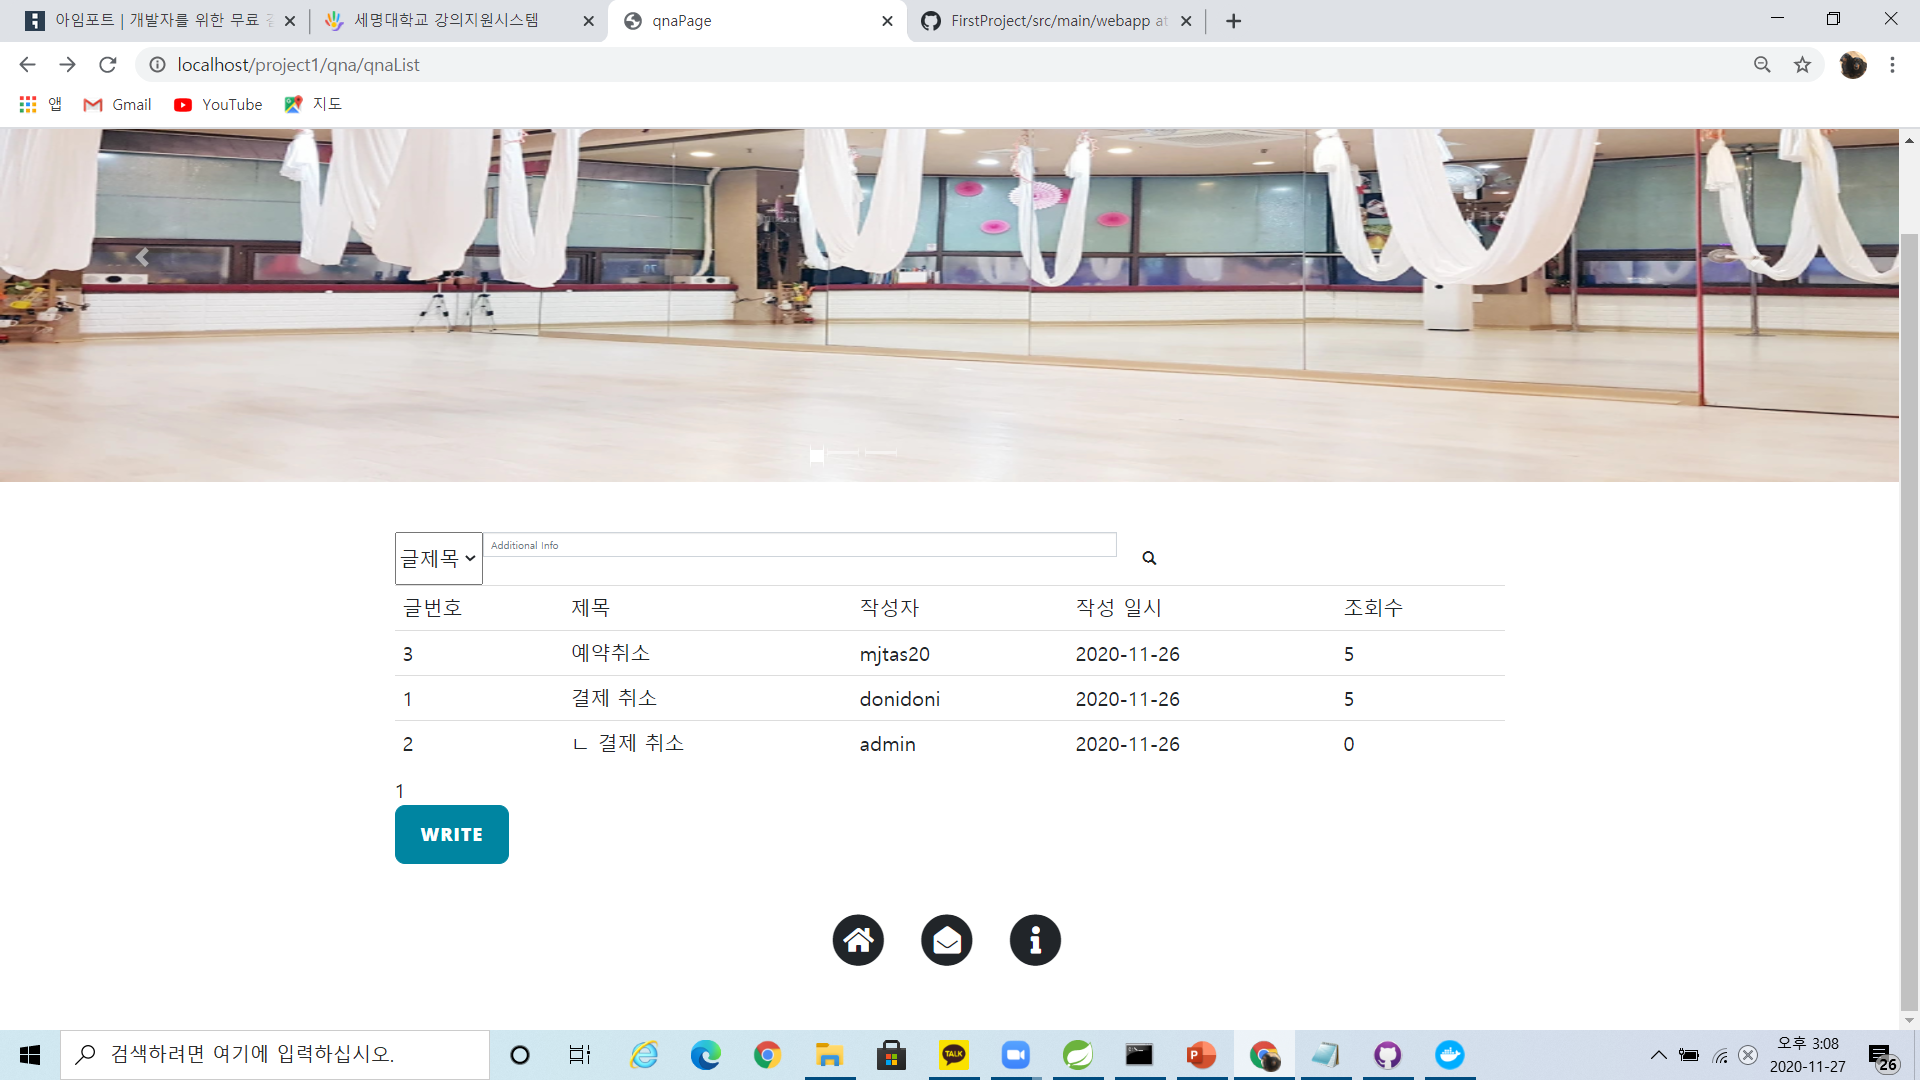 아임포트 | 개발자를 위한 무료
세명대학교 강의지원시스템
qnaPage
FirstProject/src/main/webapp at
localhost/project1/qna/qnaList
앱
Gmail
YouTube
지도
글제목
Additional Info
글번호 제목 작성자 작성 일시 조회수
3 예약취소 mjtas20 2020-11-26 5
1 결제 취소 donidoni 2020-11-26 5
2 ㄴ 결제 취소 admin 2020-11-26 0
1
WRITE
검색하려면 여기에 입력하십시오.
TALK
오후 3:08
2020-11-27
26